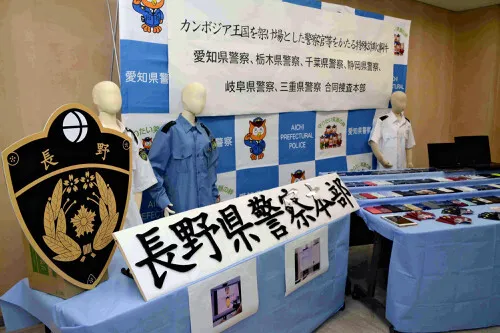 カンボジア王国を架け場とした警察官等をかたる特殊詐欺事件
愛知県警察、栃木県警察、千葉県警察、静岡県警察、
岐阜県警察、三重県警察 合同捜査本部
愛知県警察
AICHI
PREFECTURAL
POLICE
長野
長野県警察本部